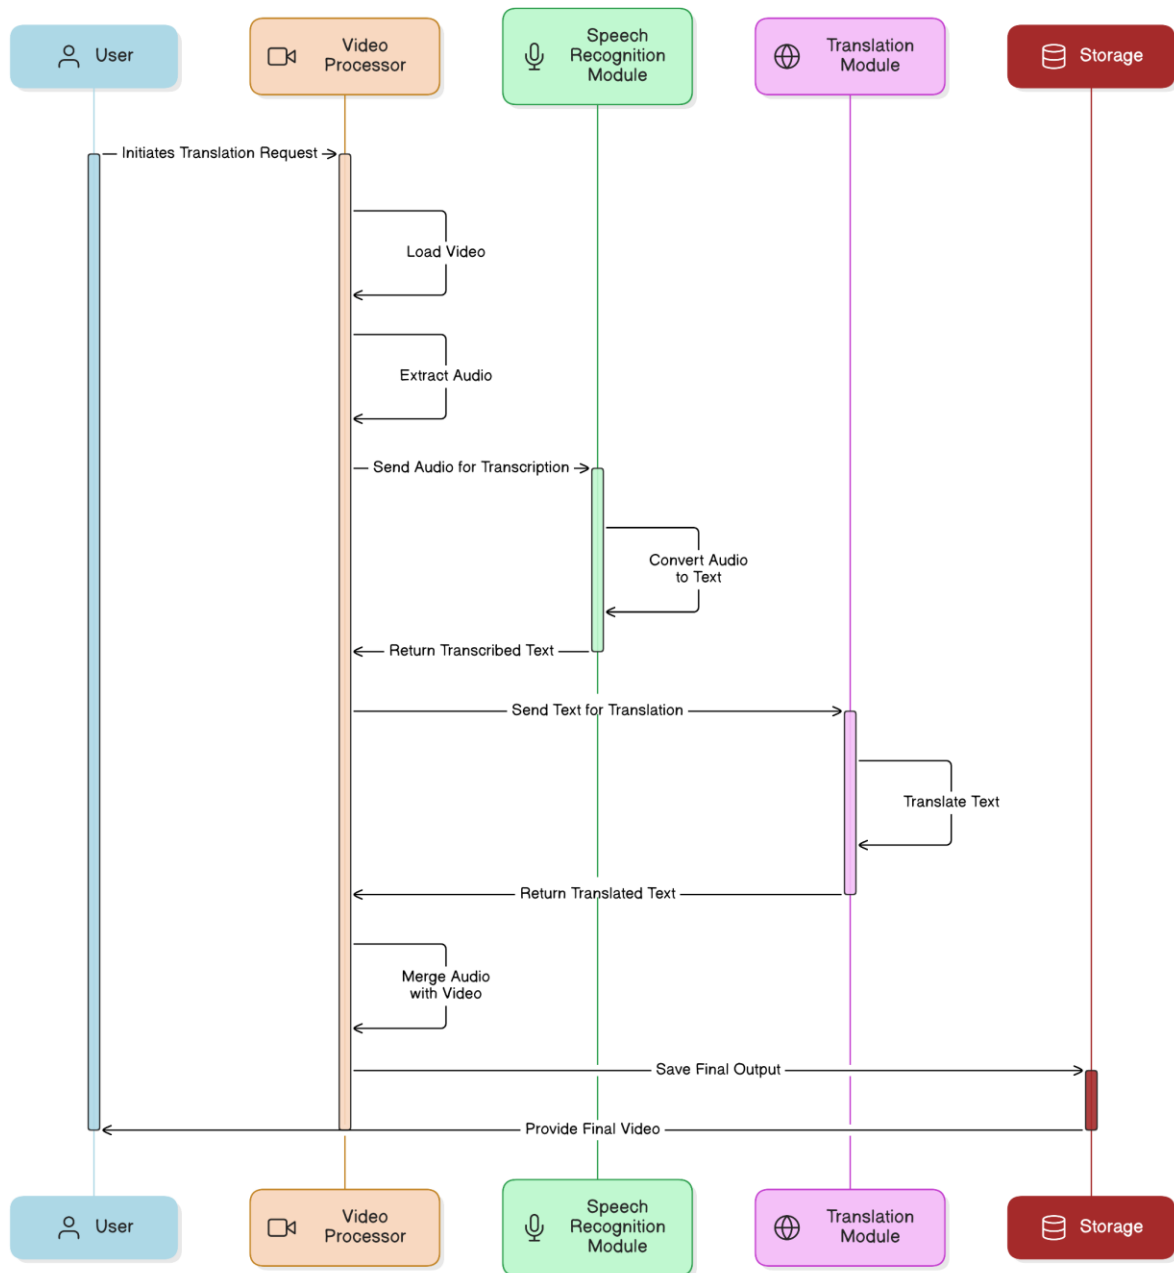 User
Video
Processor
Speech
Recognition
Module
Translation
Module
Storage
Initiates Translation Request
Load Video
Extract Audio
Send Audio for Transcription
Convert Audio
to Text
Return Transcribed Text
Send Text for Translation
Translate Text
Return Translated Text
Merge Audio
with Video
Save Final Output
Provide Final Video
User
Video
Processor
Speech
Recognition
Module
Translation
Module
Storage